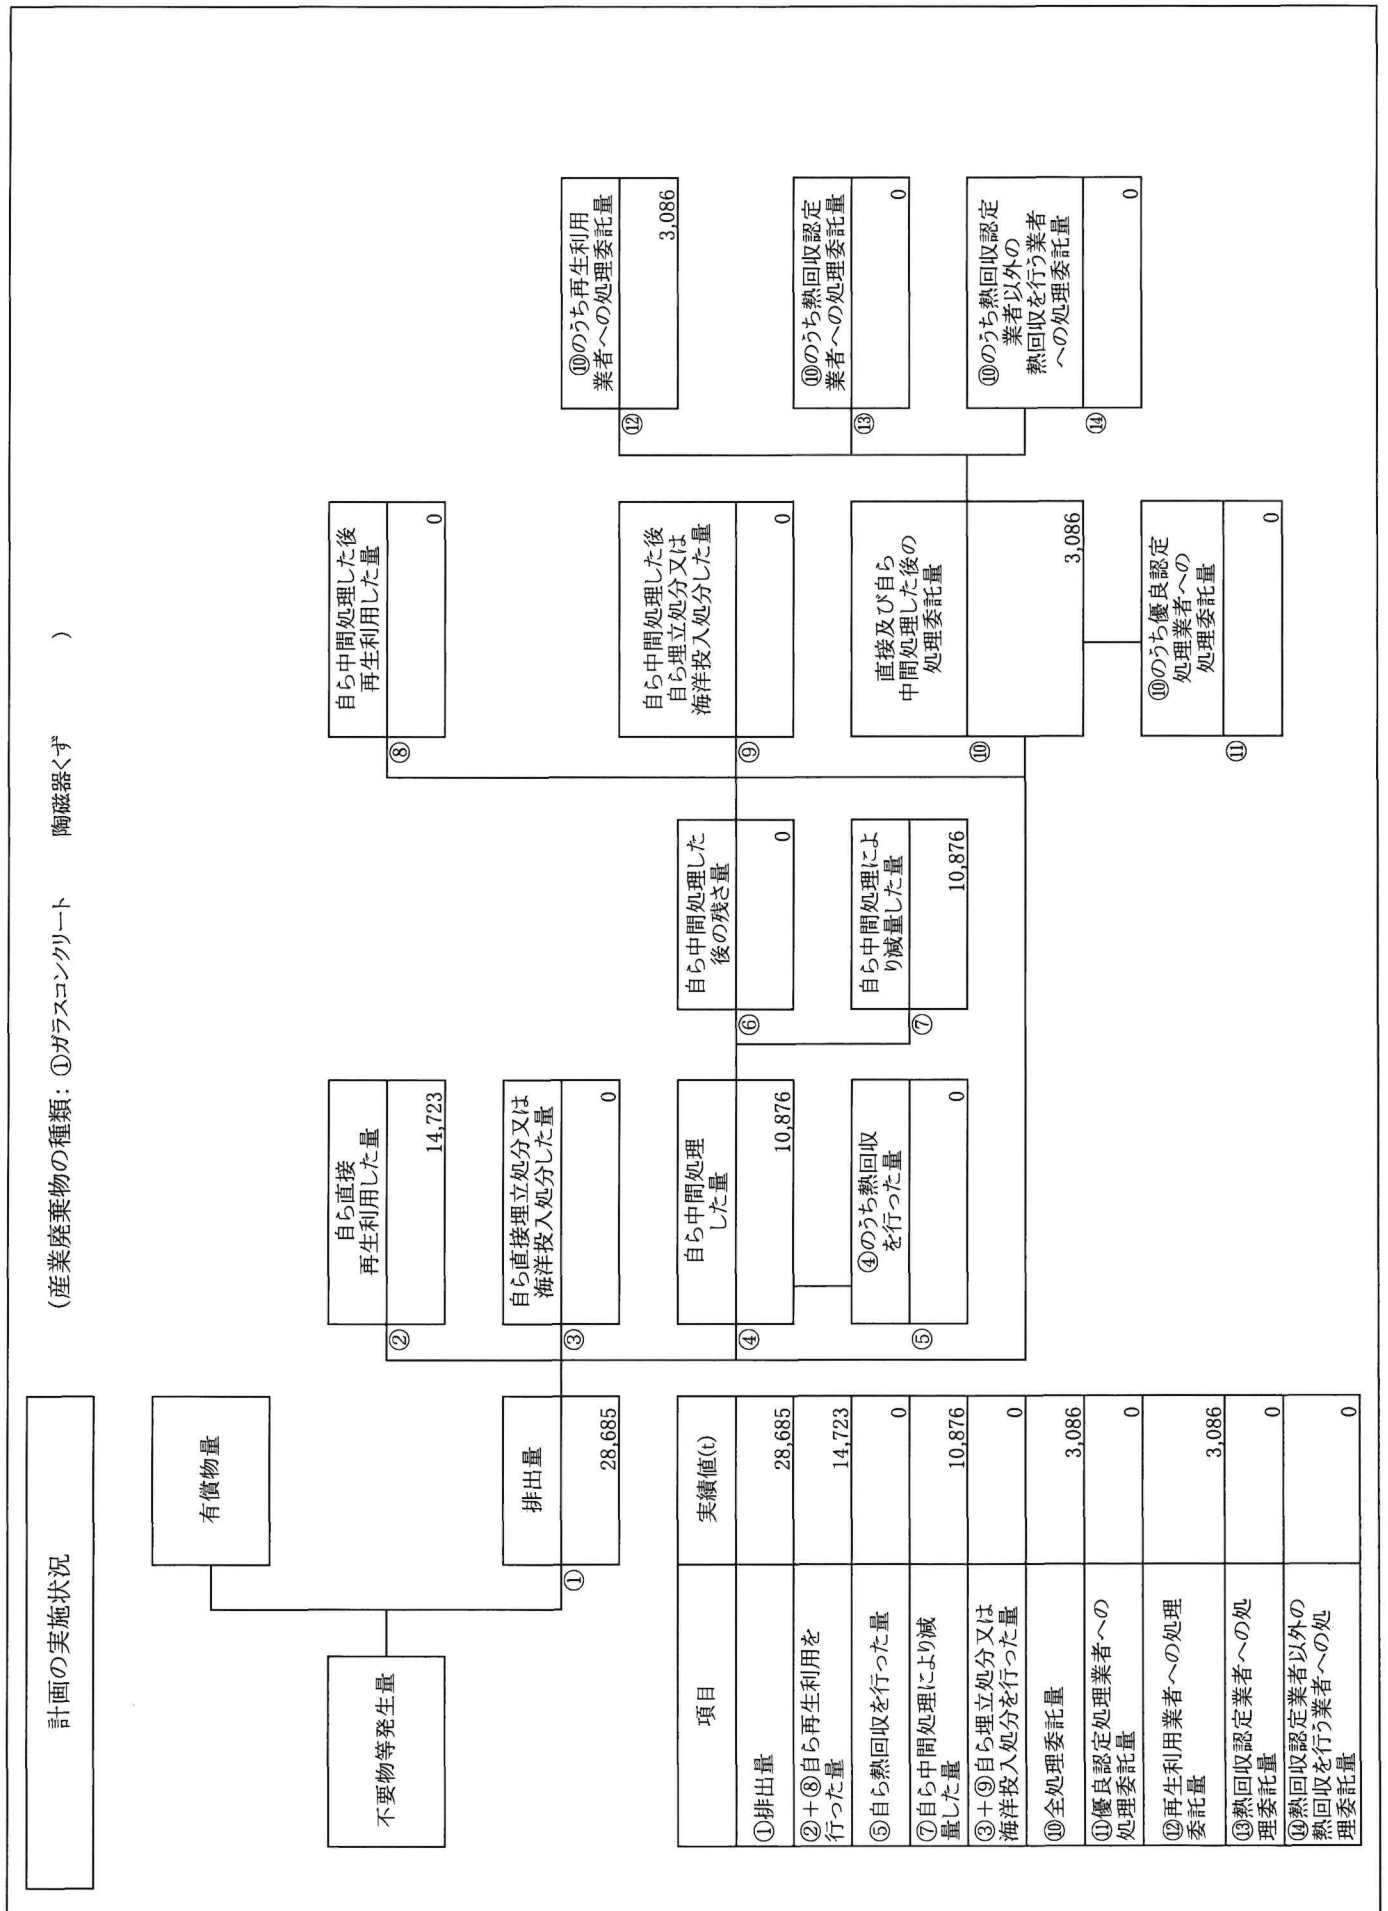 計画の実施状況
(産業廃棄物の種類:①ガラスコンクリート 陶磁器くず )
不要物等発生量
有償物量
①
排出量
28,685
②
自ら直接
再生利用した量
14,723
③
自ら直接埋立処分又は
海洋投入処分した量
0
④
自ら中間処理
した量
10,876
⑤
④のうち熱回収
を行った量
0
⑥
自ら中間処理した
後の残さ量
0
⑦
自ら中間処理によ
り減量した量
10,876
⑧
自ら中間処理した後
再生利用した量
0
⑨
自ら中間処理した後
自ら埋立処分又は
海洋投入処分した量
0
⑩
直接及び自ら
中間処理した後の
処理委託量
3,086
⑪
⑩のうち優良認定
処理業者への
処理委託量
0
⑫
⑩のうち再生利用
業者への処理委託量
3,086
⑬
⑩のうち熱回収認定
業者への処理委託量
0
⑭
⑩のうち熱回収認定
業者以外の
熱回収を行う業者
への処理委託量
0
項目 実績値(t)
①排出量 28,685
②+⑧自ら再生利用を
行った量 14,723
⑤自ら熱回収を行った量 0
⑦自ら中間処理により減
量した量 10,876
③+⑨自ら埋立処分又は
海洋投入処分を行った量 0
⑩全処理委託量 3,086
⑪優良認定処理業者への
処理委託量 0
⑫再生利用業者への処理
委託量 3,086
⑬熱回収認定業者への処
理委託量 0
⑭熱回収認定業者以外の
熱回収を行う業者への処
理委託量 0